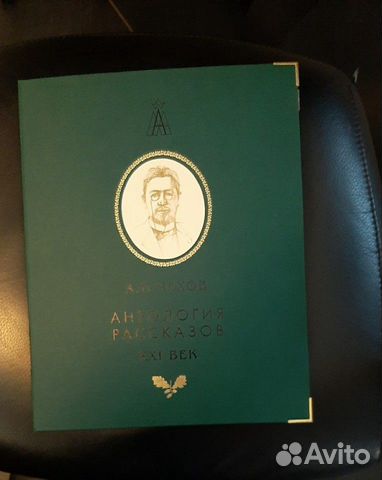 А
А. П. ЧЕХОВ
АНТОЛОГИЯ
РАССКАЗОВ
XXI ВЕК
Avito